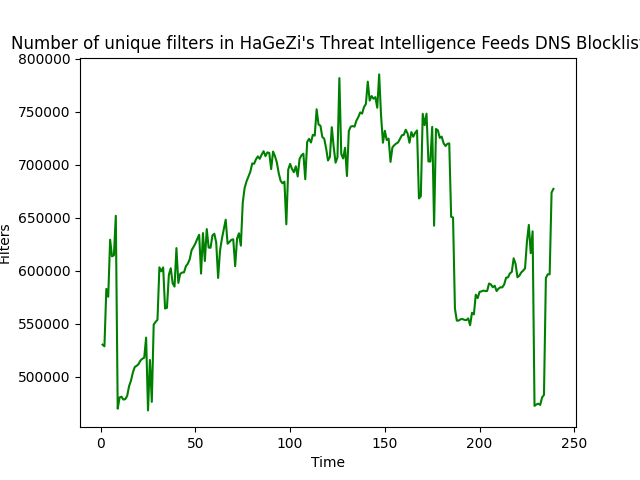 Number of unique filters in HaGeZi's Threat Intelligence Feeds DNS Blocklis
800000
750000
700000
650000
600000
550000
500000
Filters
0 50 100 150 200 250
Time